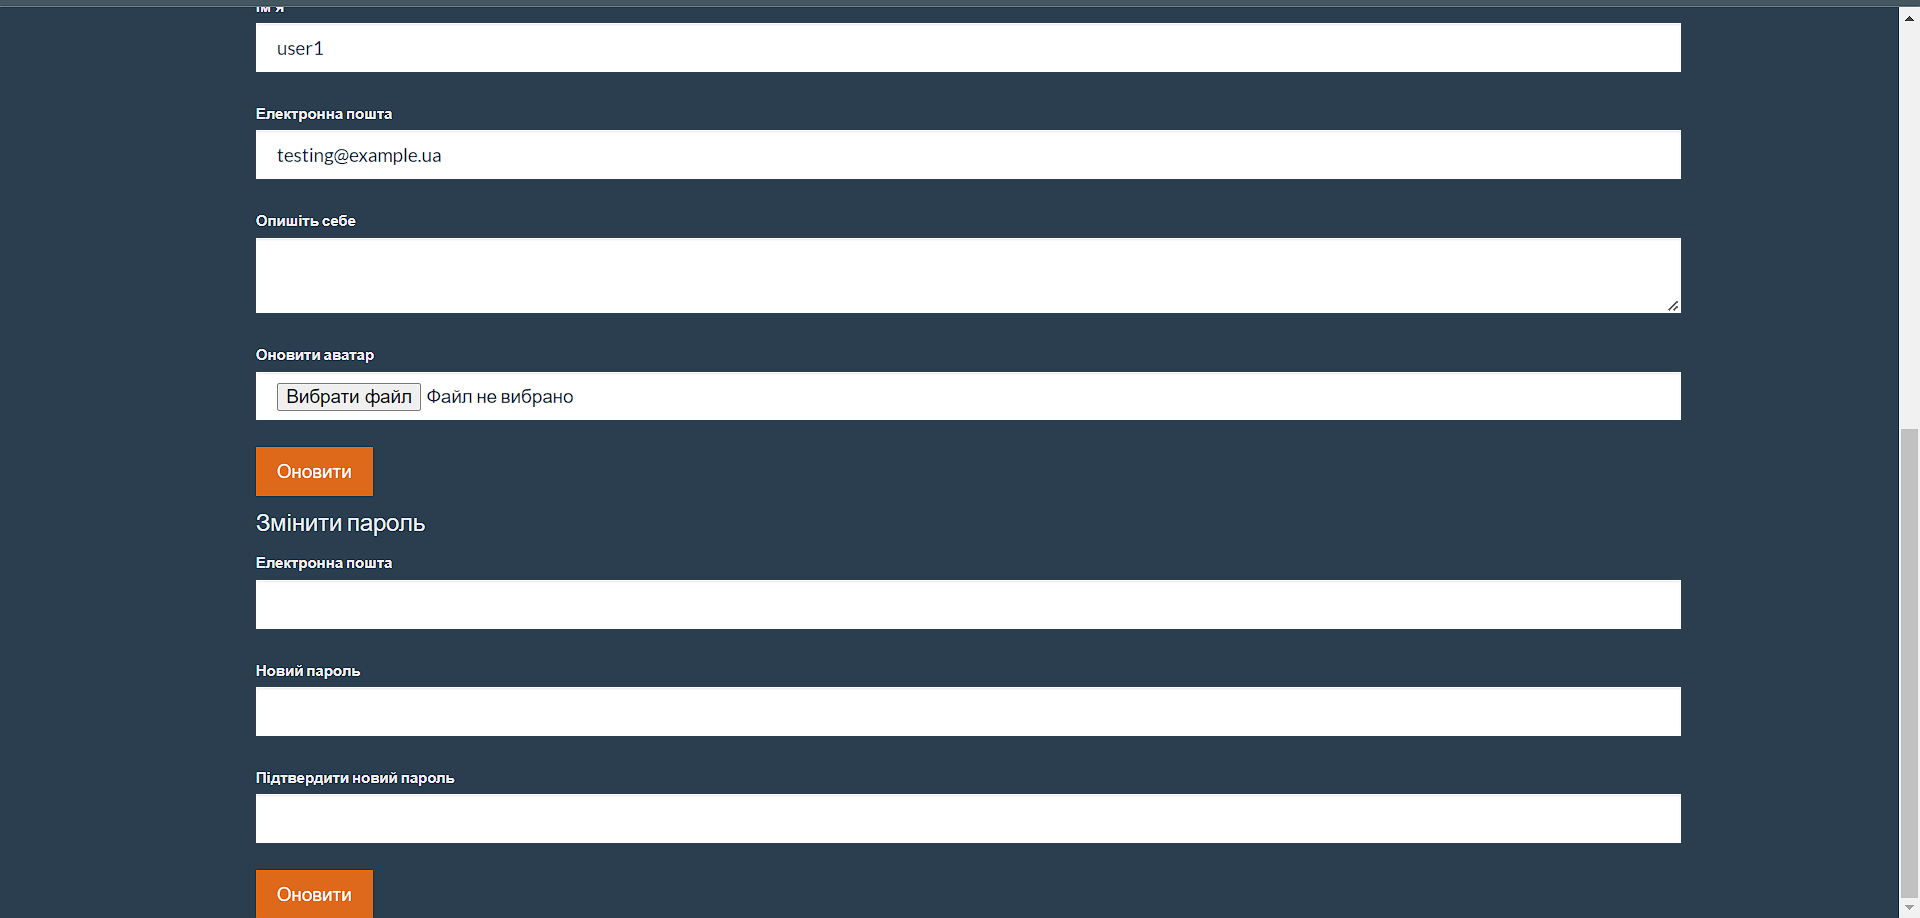 Ім'я
user1
Електронна пошта
testing@example.ua
Опишіть себе
Оновити аватар
Вибрати файл Файл не вибрано
Оновити
Змінити пароль
Електронна пошта
Новий пароль
Підтвердити новий пароль
Оновити